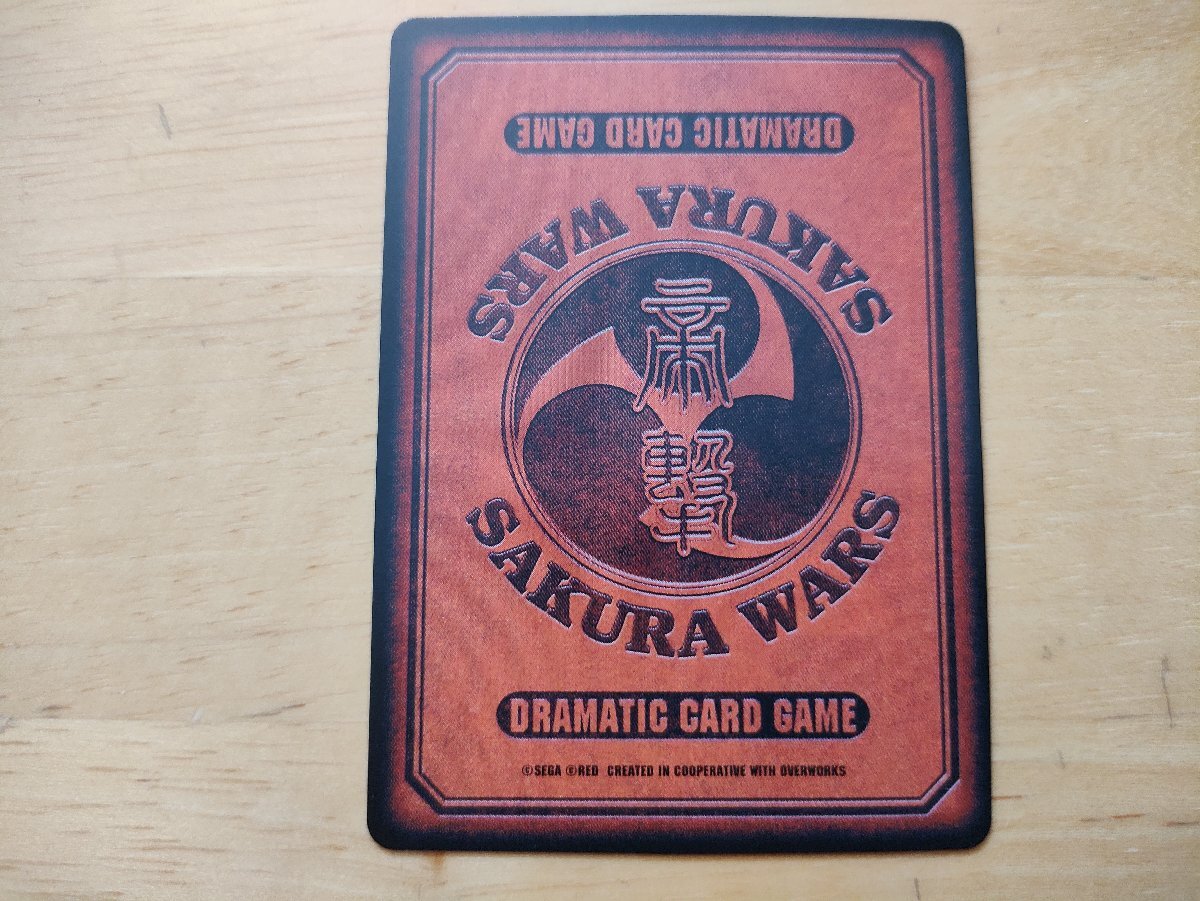 DRAMATIC CARD GAME
SAKURA WARS
帝
撃
SAKURA WARS
DRAMATIC CARD GAME
©SEGA ©RED CREATED IN COOPERATIVE WITH OVERWORKS